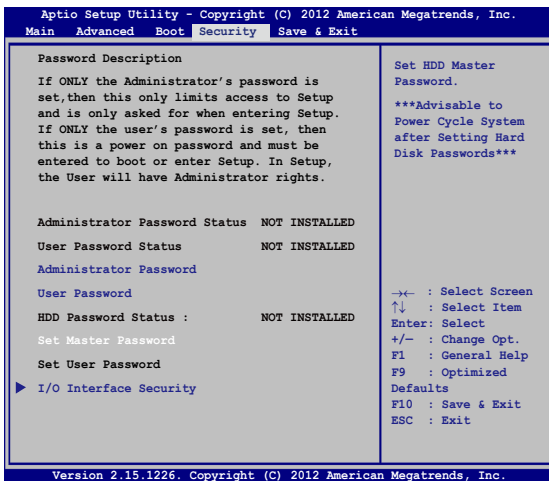 Aptio Setup Utility - Copyright (C) 2012 American Megatrends, Inc.
Main Advanced Boot Security Save & Exit
Password Description
If ONLY the Administrator's password is
set,then this only limits access to Setup
and is only asked for when entering Setup.
If ONLY the user's password is set, then
this is a power on password and must be
entered to boot or enter Setup. In Setup,
the User will have Administrator rights.
Administrator Password Status NOT INSTALLED
User Password Status NOT INSTALLED
Administrator Password
User Password
HDD Password Status : NOT INSTALLED
Set Master Password
Set User Password
I/O Interface Security
Set HDD Master
Password.
***Advisable to
Power Cycle System
after Setting Hard
Disk Passwords***
→← : Select Screen
↑↓ : Select Item
Enter: Select
+/— : Change Opt.
F1 : General Help
F9 : Optimized
Defaults
F10 : Save & Exit
ESC : Exit
Version 2.15.1226. Copyright (C) 2012 American Megatrends, Inc.